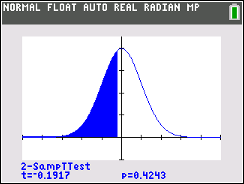 NORMAL FLOAT AUTO REAL RADIAN MP
2-SampTTest
t=-0.1917 p=0.4243